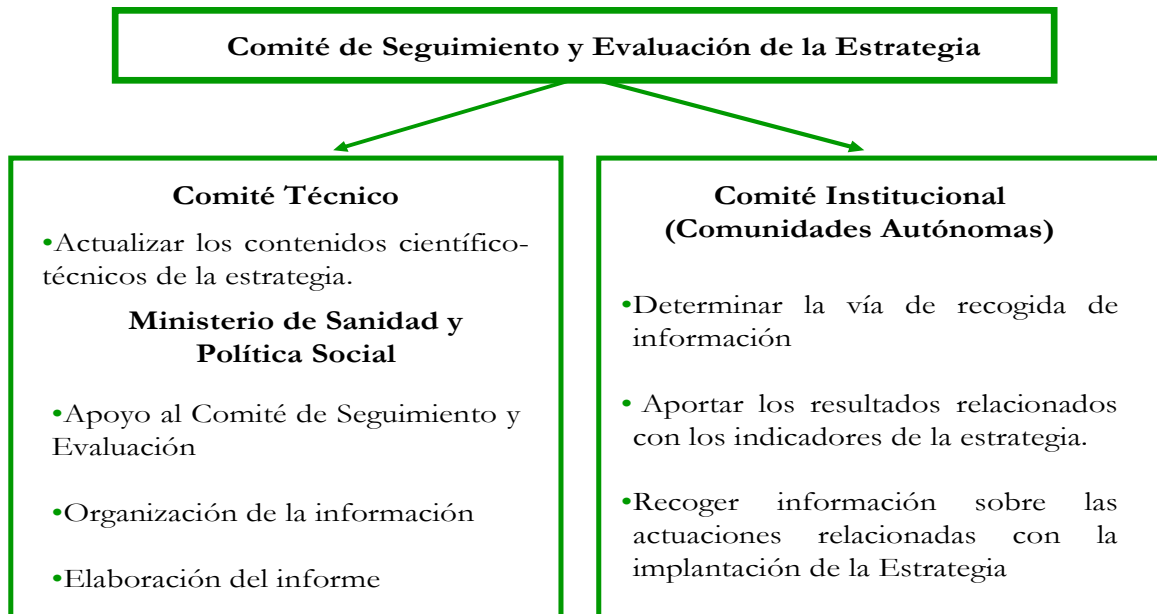 Comité de Seguimiento y Evaluación de la Estrategia
Comité Técnico
•Actualizar los contenidos científico-
técnicos de la estrategia.
Ministerio de Sanidad y
Política Social
•Apoyo al Comité de Seguimiento y
Evaluación
•Organización de la información
•Elaboración del informe
Comité Institucional
(Comunidades Autónomas)
•Determinar la vía de recogida de
información
• Aportar los resultados relacionados
con los indicadores de la estrategia.
•Recoger información sobre las
actuaciones relacionadas con la
implantación de la Estrategia